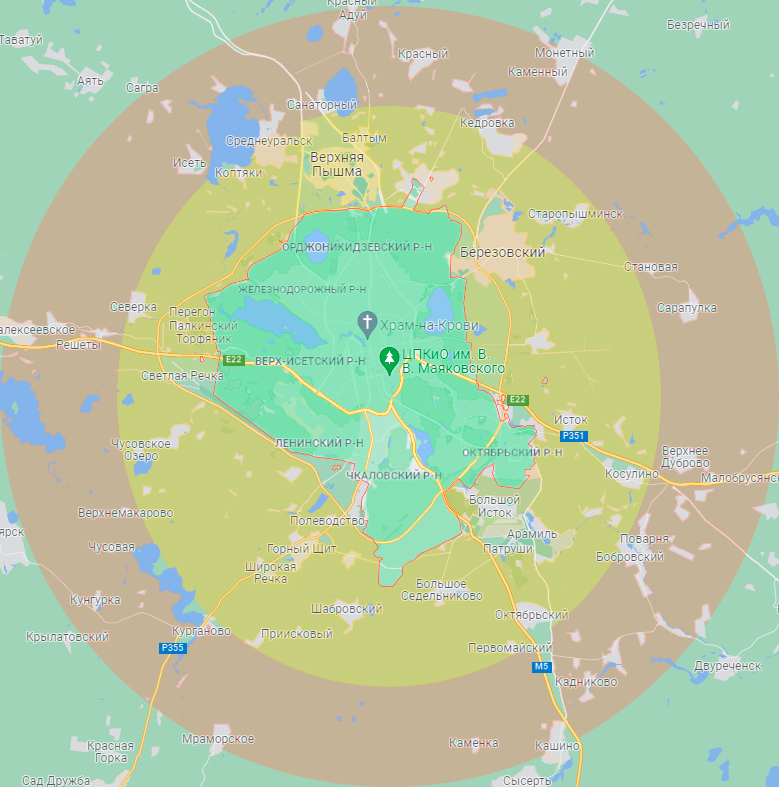 Красный
Адуй
Безречный
Таватуй
Красный
Монетный
Каменный
Аять
Сагра
Санаторный
Кедровка
Балтым
Среднеуральск
Верхняя
Пышма
Исеть
Коптяки
Старопышминск
ОРДЖОНИКИДЗЕВСКИЙ Р-Н
Березовский
Становая
ЖЕЛЕЗНОДОРОЖНЫЙ Р-Н
Северка
Сарапулка
Перегон
Палкинский
Торфяник
Храм-на-Крови
алексеевское
Решеты
E22
ВЕРХ-ИСЕТСКИЙ Р-Н
ЦПКиО им. В.
В. Маяковского
Светлая Речка
E22
Исток
P351
ЛЕНИНСКИЙ Р-Н
Чусовское
Озеро
ОКТЯБРЬСКИЙ Р-Н
Верхнее
Дуброво
ЧКАЛОВСКИЙ Р-Н
Косулино
Малобрусянск
Большой
Исток
Верхнемакарово
Полеводство
ярск
Арамиль
Патруши
Поварня
Бобровский
Чусовая
Горный Щит
Широкая
Речка
Большое
Седельниково
Кунгурка
Шабровский
Октябрьский
Крылатовский
Курганово
Приисковый
P355
Первомайский
M5
Двуреченск
Кадниково
Мраморское
Каменка
Кашино
Красная
Горка
Сад Дружба
Сысерть